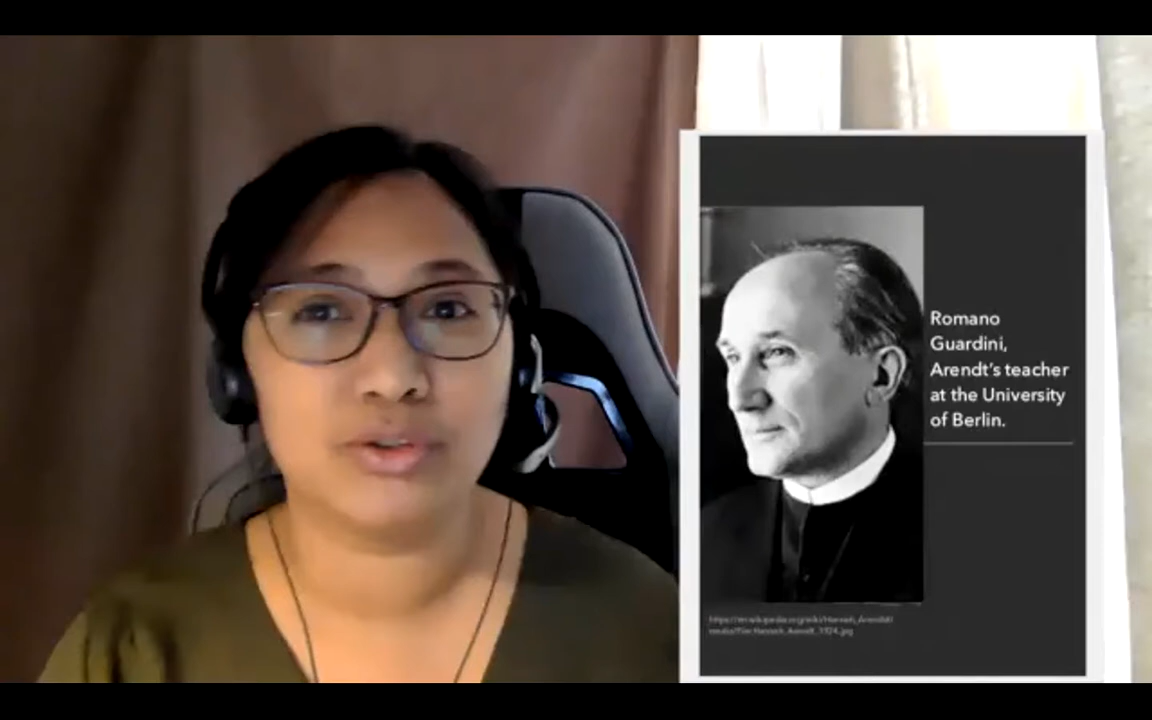 Romano
Guardini,
Arendt's teacher
at the University
of Berlin.